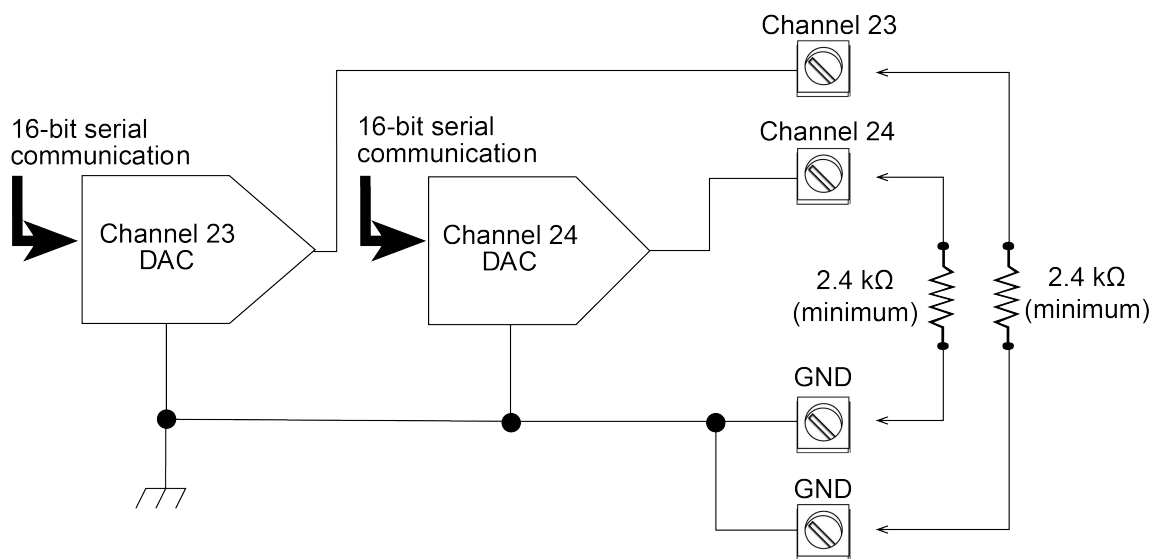 Channel 23
16-bit serial
communication
16-bit serial
communication
Channel 24
Channel 23
DAC
Channel 24
DAC
2.4 kΩ
(minimum)
2.4 kΩ
(minimum)
GND
GND